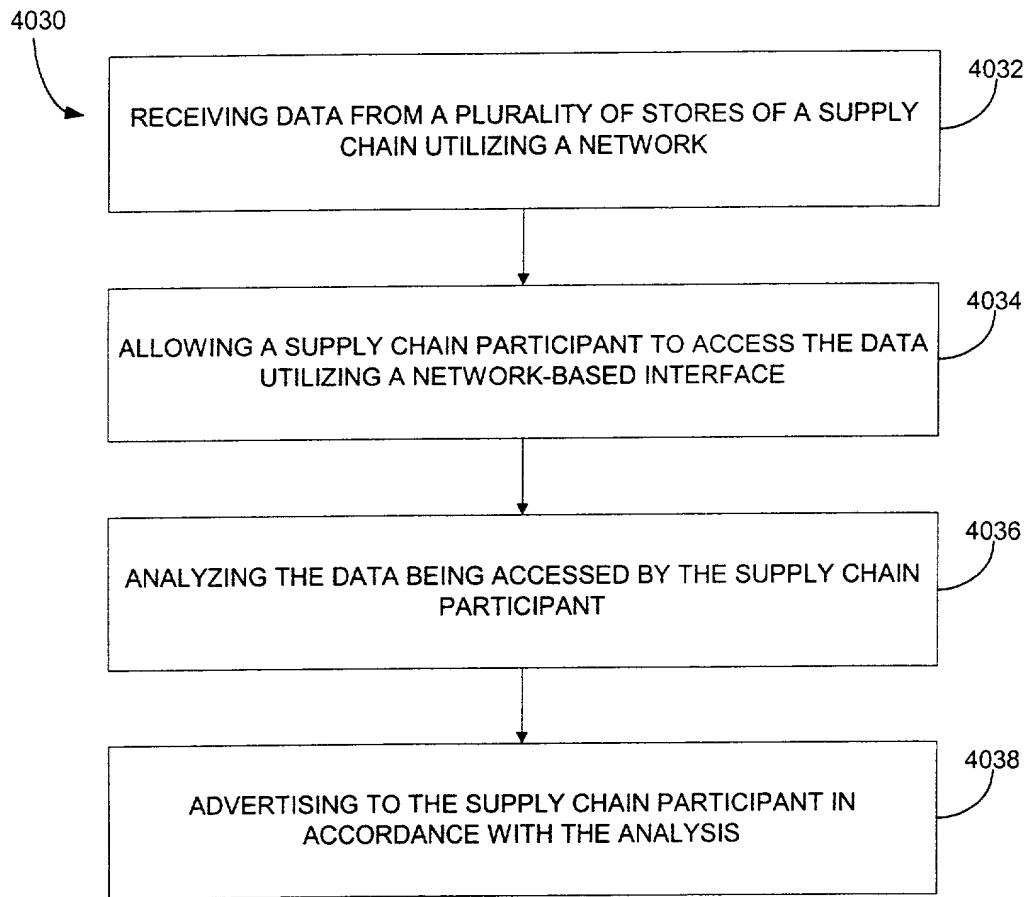 4030
4032
RECEIVING DATA FROM A PLURALITY OF STORES OF A SUPPLY
CHAIN UTILIZING A NETWORK
4034
ALLOWING A SUPPLY CHAIN PARTICIPANT TO ACCESS THE DATA
UTILIZING A NETWORK-BASED INTERFACE
4036
ANALYZING THE DATA BEING ACCESSED BY THE SUPPLY CHAIN
PARTICIPANT
4038
ADVERTISING TO THE SUPPLY CHAIN PARTICIPANT IN
ACCORDANCE WITH THE ANALYSIS